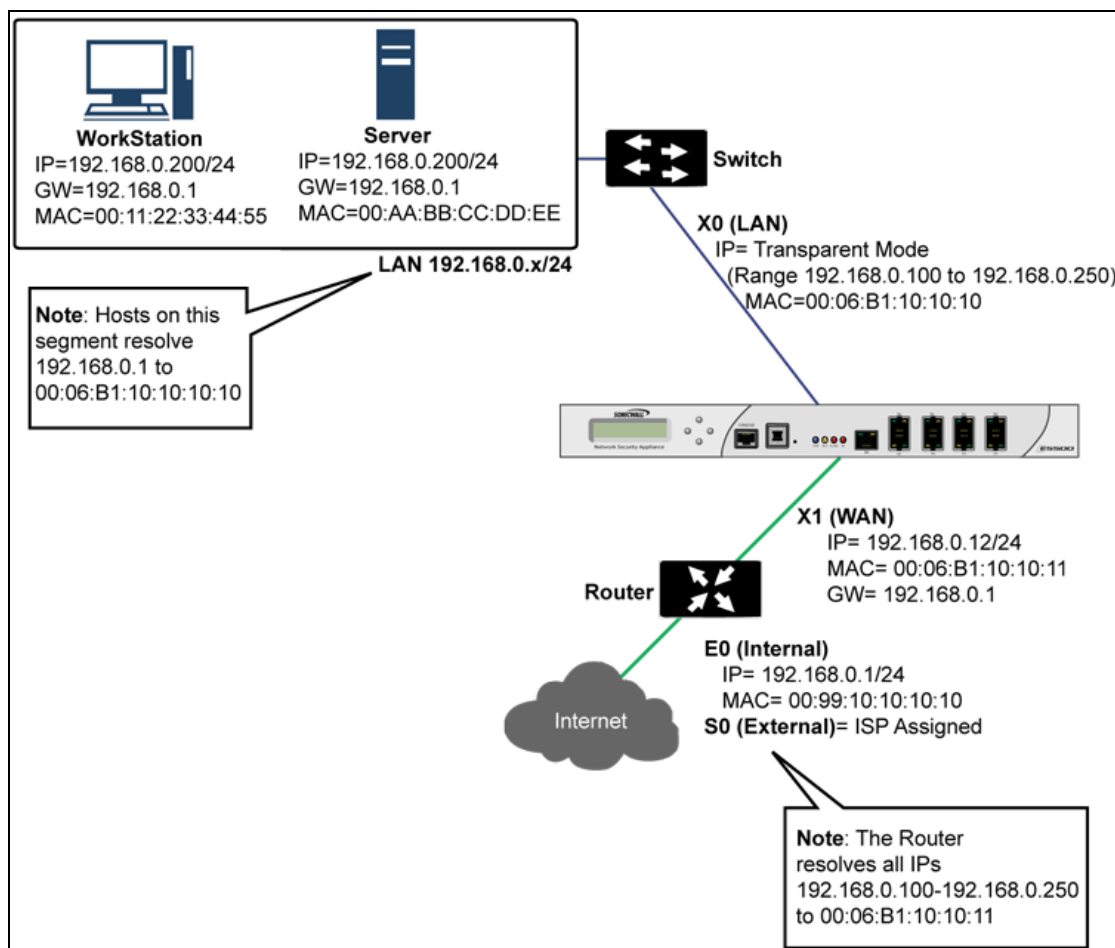 WorkStation
IP=192.168.0.200/24
GW=192.168.0.1
MAC=00:11:22:33:44:55
Server
IP=192.168.0.200/24
GW=192.168.0.1
MAC=00:AA:BB:CC:DD:EE
Switch
LAN 192.168.0.x/24
X0 (LAN)
IP= Transparent Mode
(Range 192.168.0.100 to 192.168.0.250)
MAC=00:06:B1:10:10:10
Note: Hosts on this
segment resolve
192.168.0.1 to
00:06:B1:10:10:10:10
SONICWALL
Network Security Appliance
X1 (WAN)
IP= 192.168.0.12/24
MAC= 00:06:B1:10:10:11
GW= 192.168.0.1
Router
E0 (Internal)
IP= 192.168.0.1/24
MAC= 00:99:10:10:10:10
S0 (External)= ISP Assigned
Internet
Note: The Router
resolves all IPs
192.168.0.100-192.168.0.250
to 00:06:B1:10:10:11